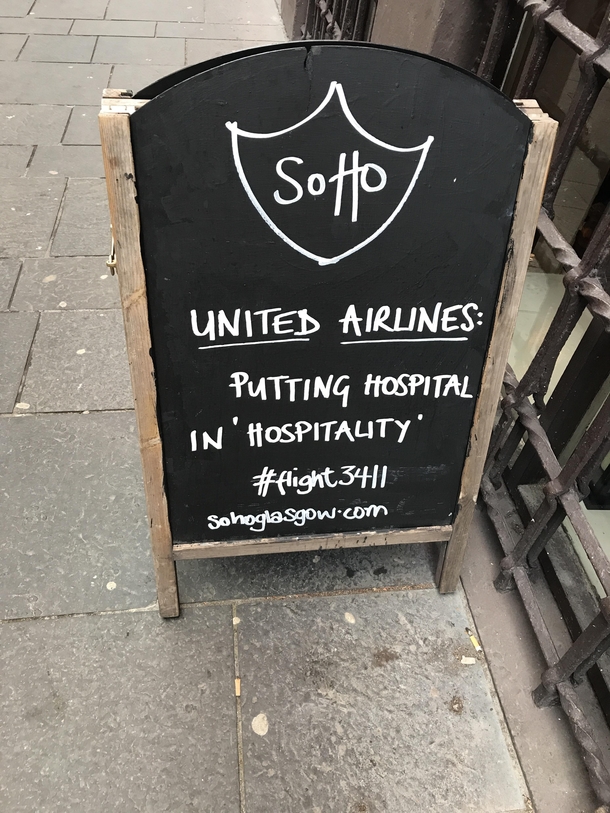 SoHo
UNITED AIRLINES:
PUTTING HOSPITAL
IN 'HOSPITALITY'
#flight3411
sohoglasgow.com